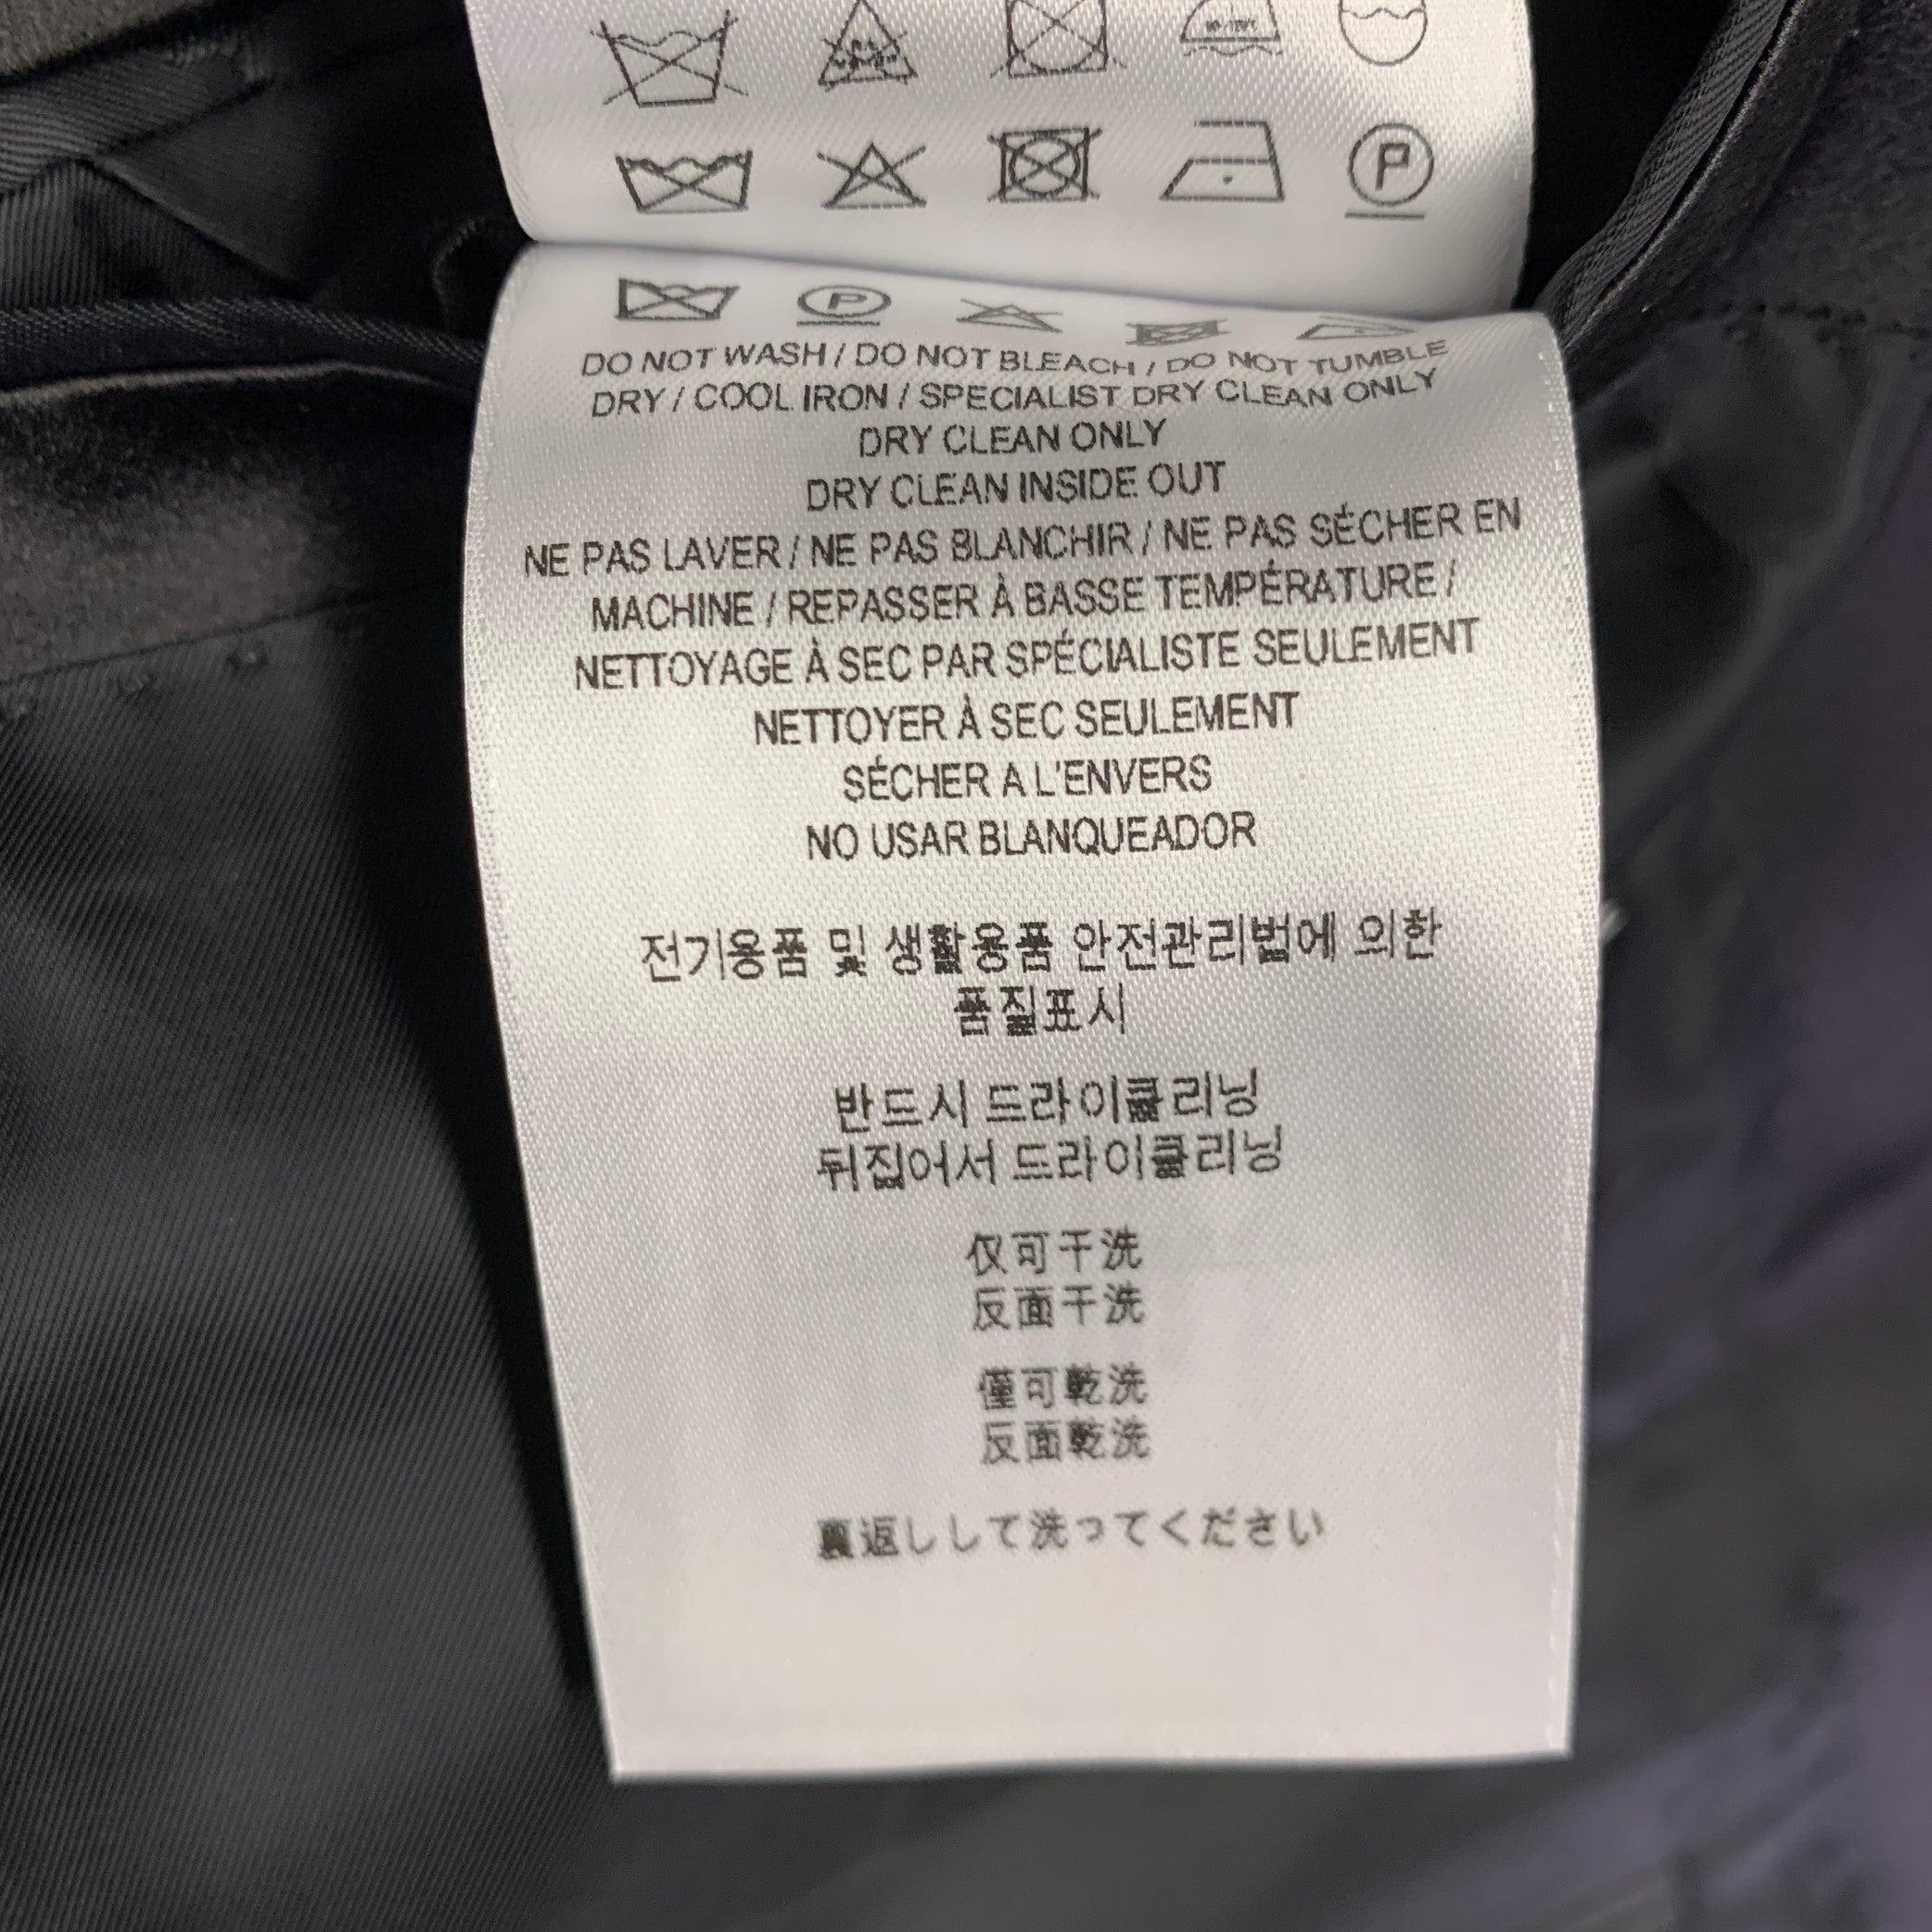 P
P
DO NOT WASH / DO NOT BLEACH / DO NOT TUMBLE
DRY / COOL IRON / SPECIALIST DRY CLEAN ONLY
DRY CLEAN ONLY
DRY CLEAN INSIDE OUT
NE PAS LAVER / NE PAS BLANCHIR / NE PAS SÉCHER EN
MACHINE / REPASSER À BASSE TEMPÉRATURE /
NETTOYAGE À SEC PAR SPÉCIALISTE SEULEMENT
NETTOYER À SEC SEULEMENT
SÉCHER A L'ENVERS
NO USAR BLANQUEADOR
전기용품 및 생활용품 안전관리법에 의한
품질표시
반드시 드라이클리닝
뒤집어서 드라이클리닝
仅可干洗
反面干洗
僅可乾洗
反面乾洗
裏返しして洗ってください